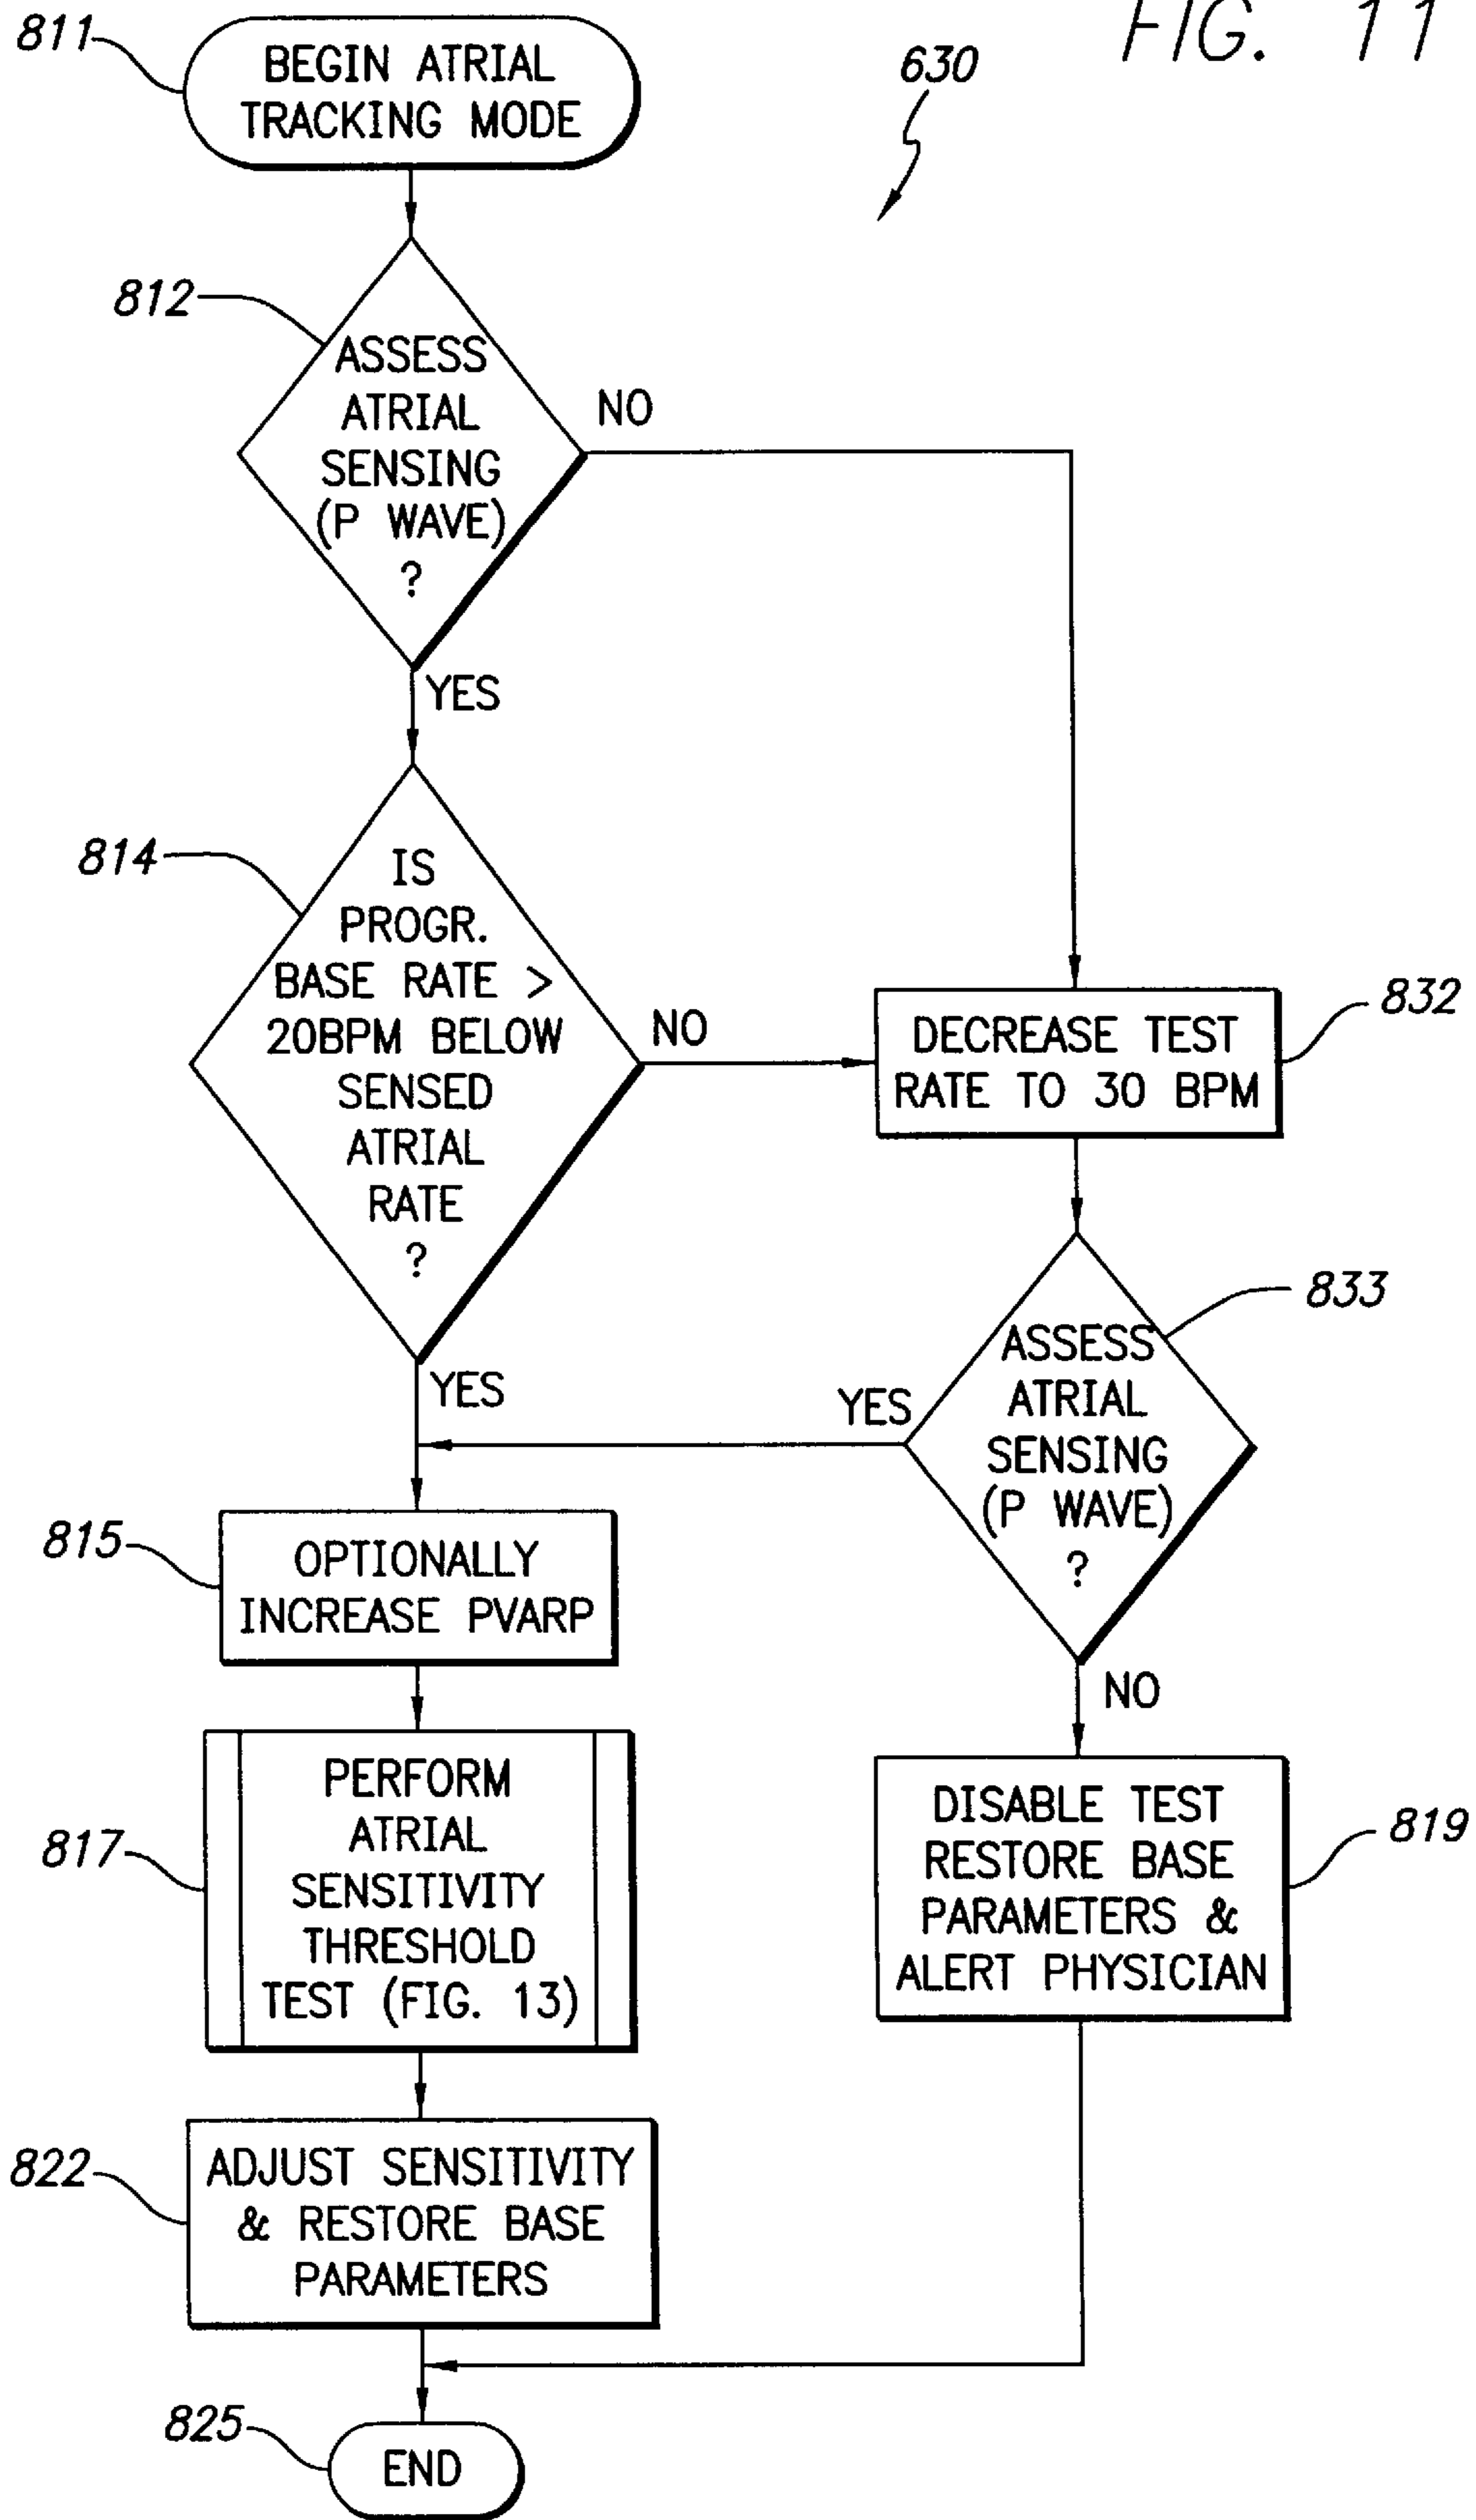 FIG. 11
630
811
BEGIN ATRIAL
TRACKING MODE
812
ASSESS
ATRIAL
SENSING
(P WAVE)
?
NO
YES
814
IS
PROGR.
BASE RATE >
20BPM BELOW
SENSED
ATRIAL
RATE
?
NO
YES
832
DECREASE TEST
RATE TO 30 BPM
833
ASSESS
ATRIAL
SENSING
(P WAVE)
?
YES
NO
815
OPTIONALLY
INCREASE PVARP
817
PERFORM
ATRIAL
SENSITIVITY
THRESHOLD
TEST (FIG. 13)
819
DISABLE TEST
RESTORE BASE
PARAMETERS &
ALERT PHYSICIAN
822
ADJUST SENSITIVITY
& RESTORE BASE
PARAMETERS
825
END